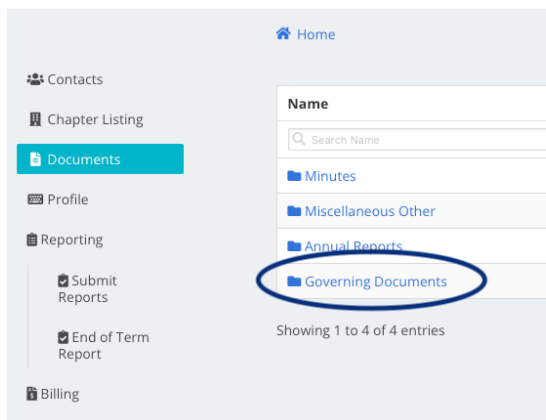 Home
Contacts
Chapter Listing
Documents
Profile
Reporting
Submit
Reports
End of Term
Report
Billing
Name
Search Name
Minutes
Miscellaneous Other
Annual Reports
Governing Documents
Showing 1 to 4 of 4 entries